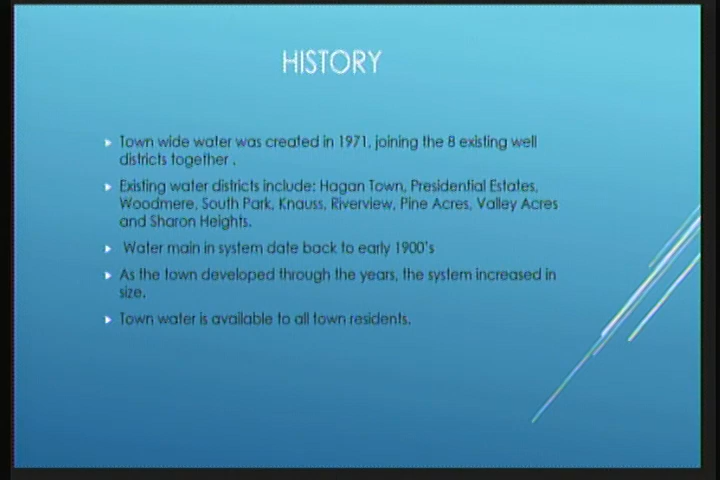 HISTORY
Town wide water was created in 1971, joining the 8 existing well
districts together .
Existing water districts include: Hagan Town, Presidential Estates,
Woodmere, South Park, Knauss, Riverview, Pine Acres, Valley Acres
and Sharon Heights.
Water main in system date back to early 1900's
As the town developed through the years, the system increased in
size.
Town water is available to all town residents.